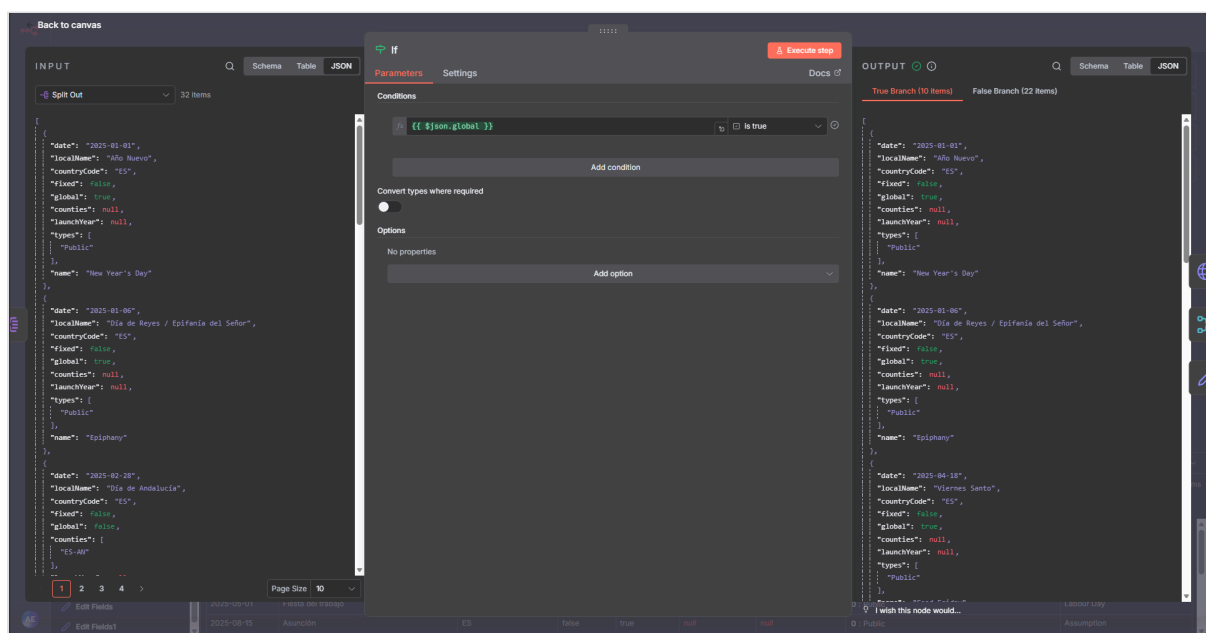 Back to canvas
INPUT
Schema Table JSON
Split Out
32 items
[
{
"date": "2025-01-01",
"localName": "Año Nuevo",
"countryCode": "ES",
"fixed": false,
"global": true,
"counties": null,
"launchYear": null,
"types": [
"Public"
],
"name": "New Year's Day"
},
{
"date": "2025-01-06",
"localName": "Día de Reyes / Epifanía del Señor",
"countryCode": "ES",
"fixed": false,
"global": true,
"counties": null,
"launchYear": null,
"types": [
"Public"
],
"name": "Epiphany"
},
{
"date": "2025-02-28",
"localName": "Día de Andalucía",
"countryCode": "ES",
"fixed": false,
"global": false,
"counties": [
"ES-AN"
],
1 2 3 4 >
Page Size 10
If
Execute step
Parameters Settings
Docs
Conditions
fx {{ $json.global }}
is true
Add condition
Convert types where required
Options
No properties
Add option
OUTPUT
Schema Table JSON
True Branch (10 items) False Branch (22 items)
[
{
"date": "2025-01-01",
"localName": "Año Nuevo",
"countryCode": "ES",
"fixed": false,
"global": true,
"counties": null,
"launchYear": null,
"types": [
"Public"
],
"name": "New Year's Day"
},
{
"date": "2025-01-06",
"localName": "Día de Reyes / Epifanía del Señor",
"countryCode": "ES",
"fixed": false,
"global": true,
"counties": null,
"launchYear": null,
"types": [
"Public"
],
"name": "Epiphany"
},
{
"date": "2025-04-18",
"localName": "Viernes Santo",
"countryCode": "ES",
"fixed": false,
"global": true,
"counties": null,
"launchYear": null,
"types": [
"Public"
],
I wish this node would...
Edit Fields 2025-05-01 Fiesta del trabajo Labour Day
AE
Edit Fields1 2025-08-15 Asunción ES false true null null 0 Public Assumption